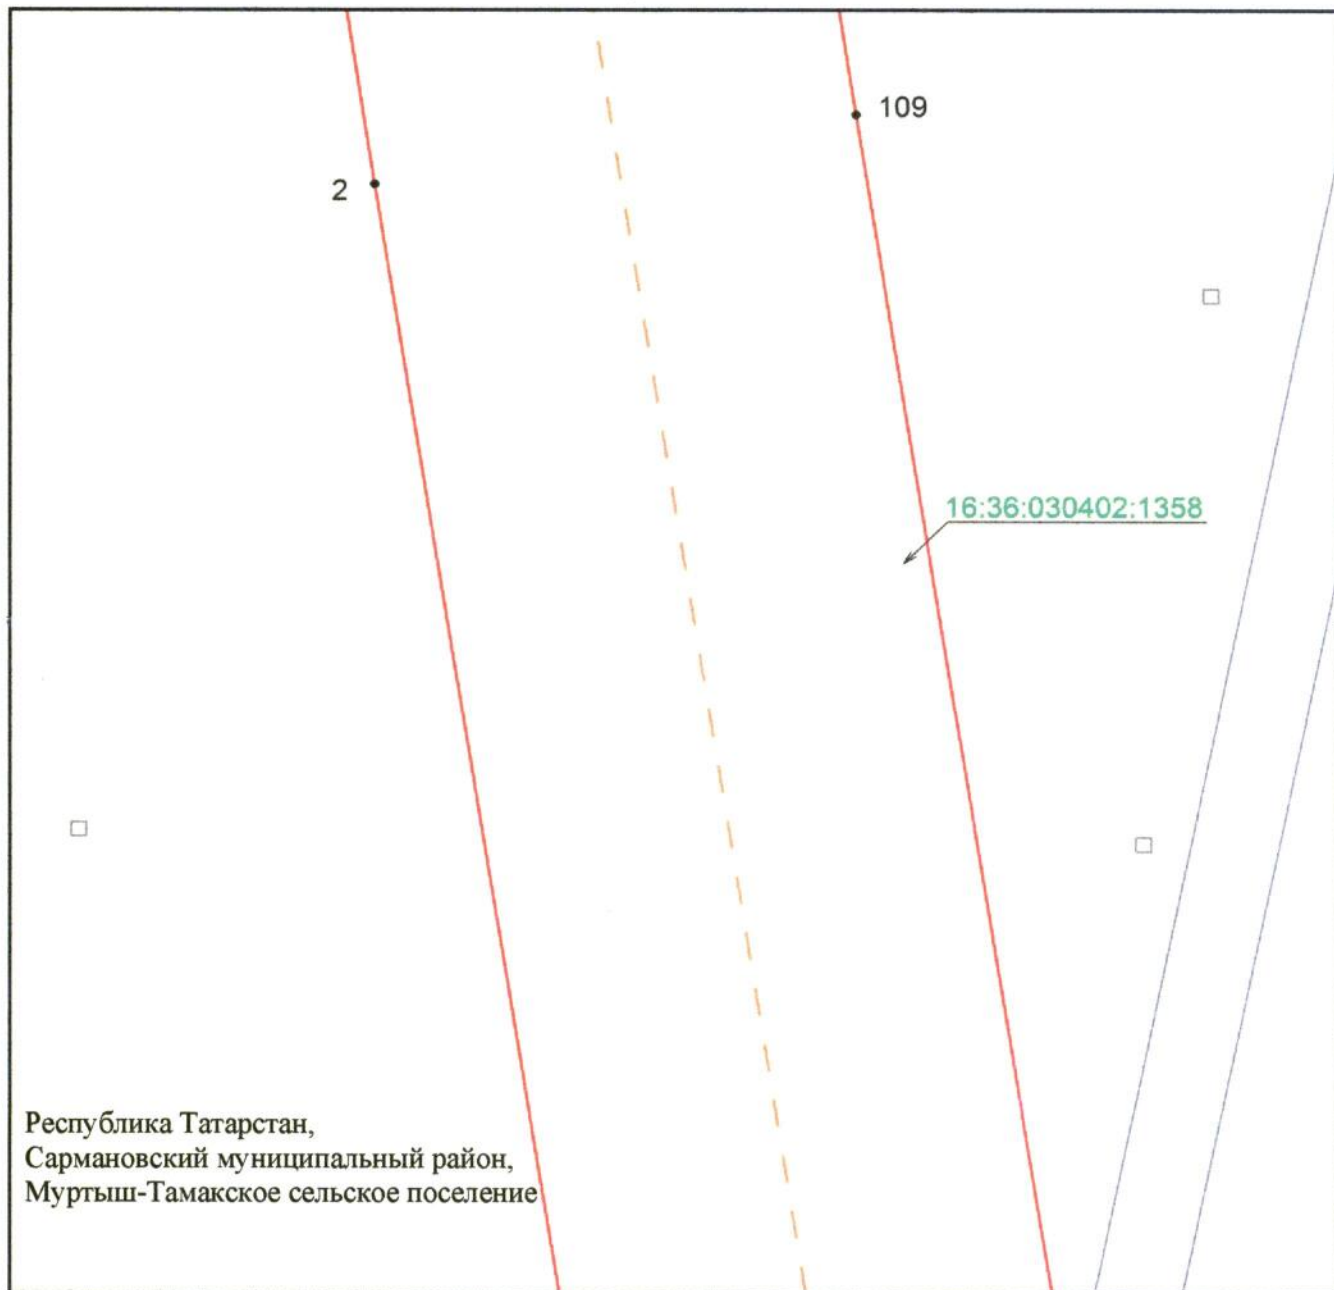 109
2
16:36:030402:1358
Республика Татарстан,
Сармановский муниципальный район,
Муртыш-Тамакское сельское поселение